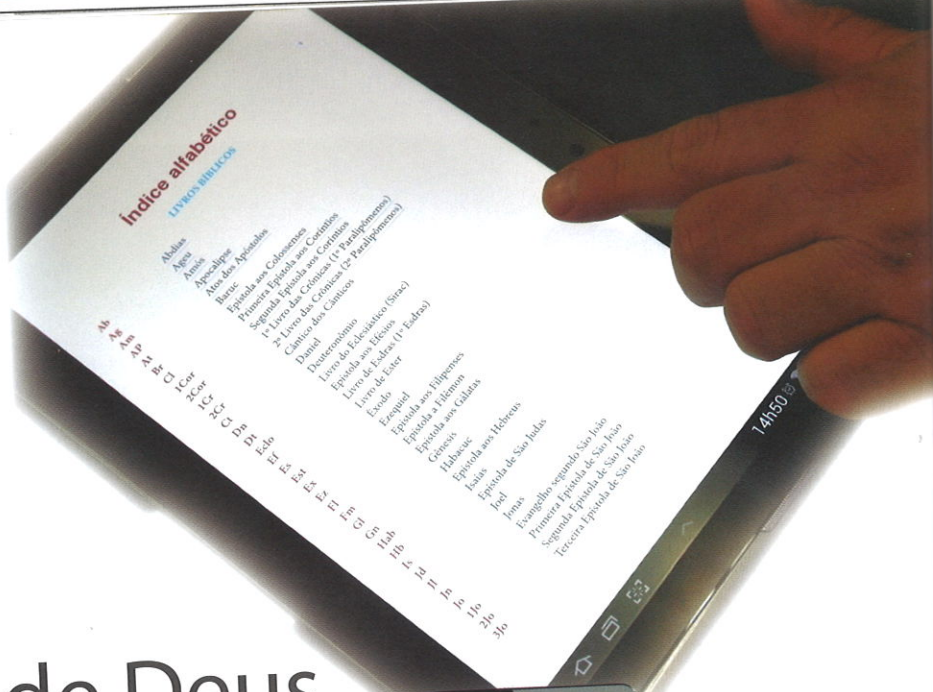 Índice alfabético
LIVROS BÍBLICOS
Ab Abdias
Ag Ageu
Am Amós
Ap Apocalipse
At Atos dos Apóstolos
Br Baruc
Cl Epístola aos Colossenses
1Cor Primeira Epístola aos Coríntios
2Cor Segunda Epístola aos Coríntios
1Cr 1º Livro das Crônicas (1º Paralipômenos)
2Cr 2º Livro das Crônicas (2º Paralipômenos)
Ct Cântico dos Cânticos
Dn Daniel
Dt Deuteronômio
Eclo Livro do Eclesiástico (Sirac)
Ef Epístola aos Efésios
Es Livro de Esdras (1º Esdras)
Est Livro de Ester
Ex Êxodo
Ez Ezequiel
Fl Epístola aos Filipenses
Fm Epístola a Filêmon
Gl Epístola aos Gálatas
Gn Gênesis
Hab Habacuc
Hb Epístola aos Hebreus
Is Isaías
Jd Epístola de São Judas
Jl Joel
Jn Jonas
Jo Evangelho segundo São João
1Jo Primeira Epístola de São João
2Jo Segunda Epístola de São João
3Jo Terceira Epístola de São João
14h50
de Deus